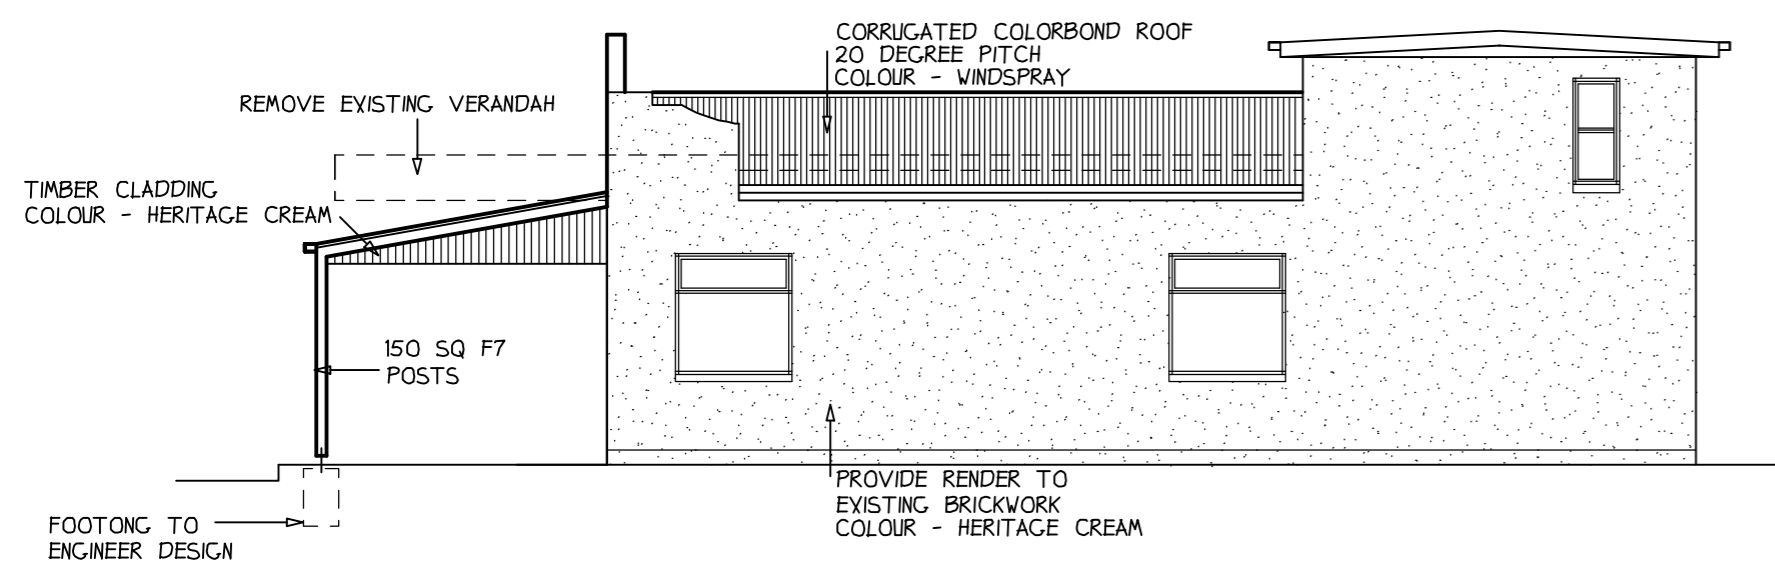 CORRUGATED COLORBOND ROOF
20 DEGREE PITCH
COLOUR - WINDSPRAY
REMOVE EXISTING VERANDAH
TIMBER CLADDING
COLOUR - HERITAGE CREAM
150 SQ F7
POSTS
PROVIDE RENDER TO
EXISTING BRICKWORK
COLOUR - HERITAGE CREAM
FOOTONG TO
ENGINEER DESIGN